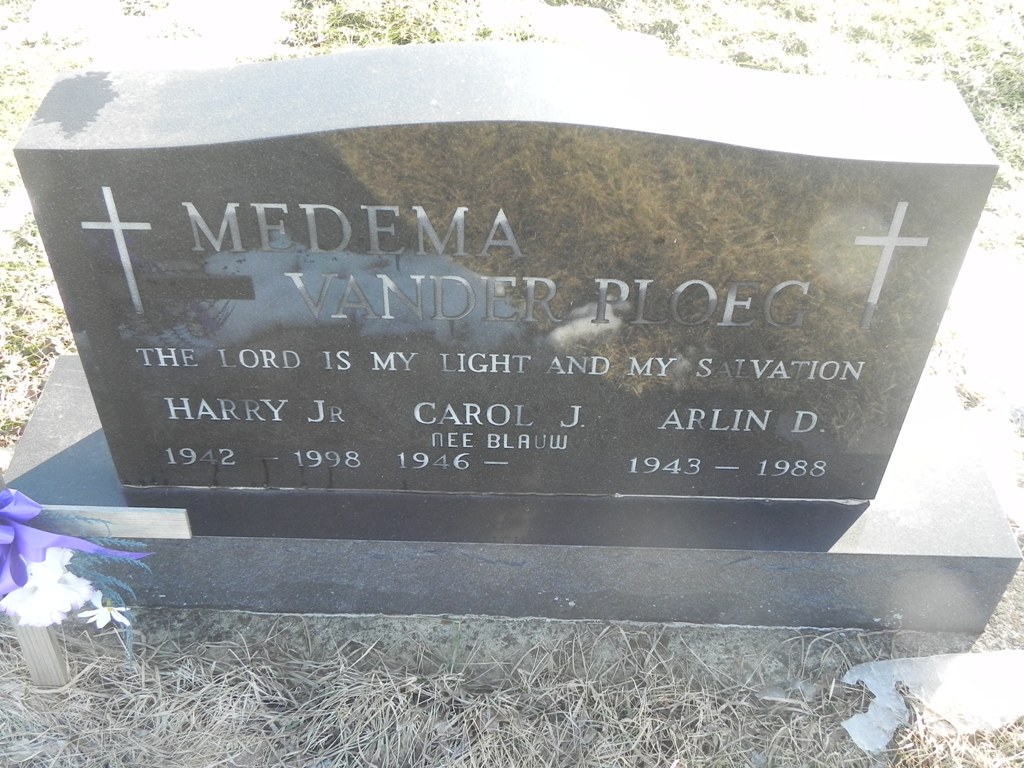 MEDEMA
VANDER PLOEG
THE LORD IS MY LIGHT AND MY SALVATION
HARRY JR CAROL J. ARLIN D.
NEE BLAUW
1942 – 1998 1946 – 1943 – 1988